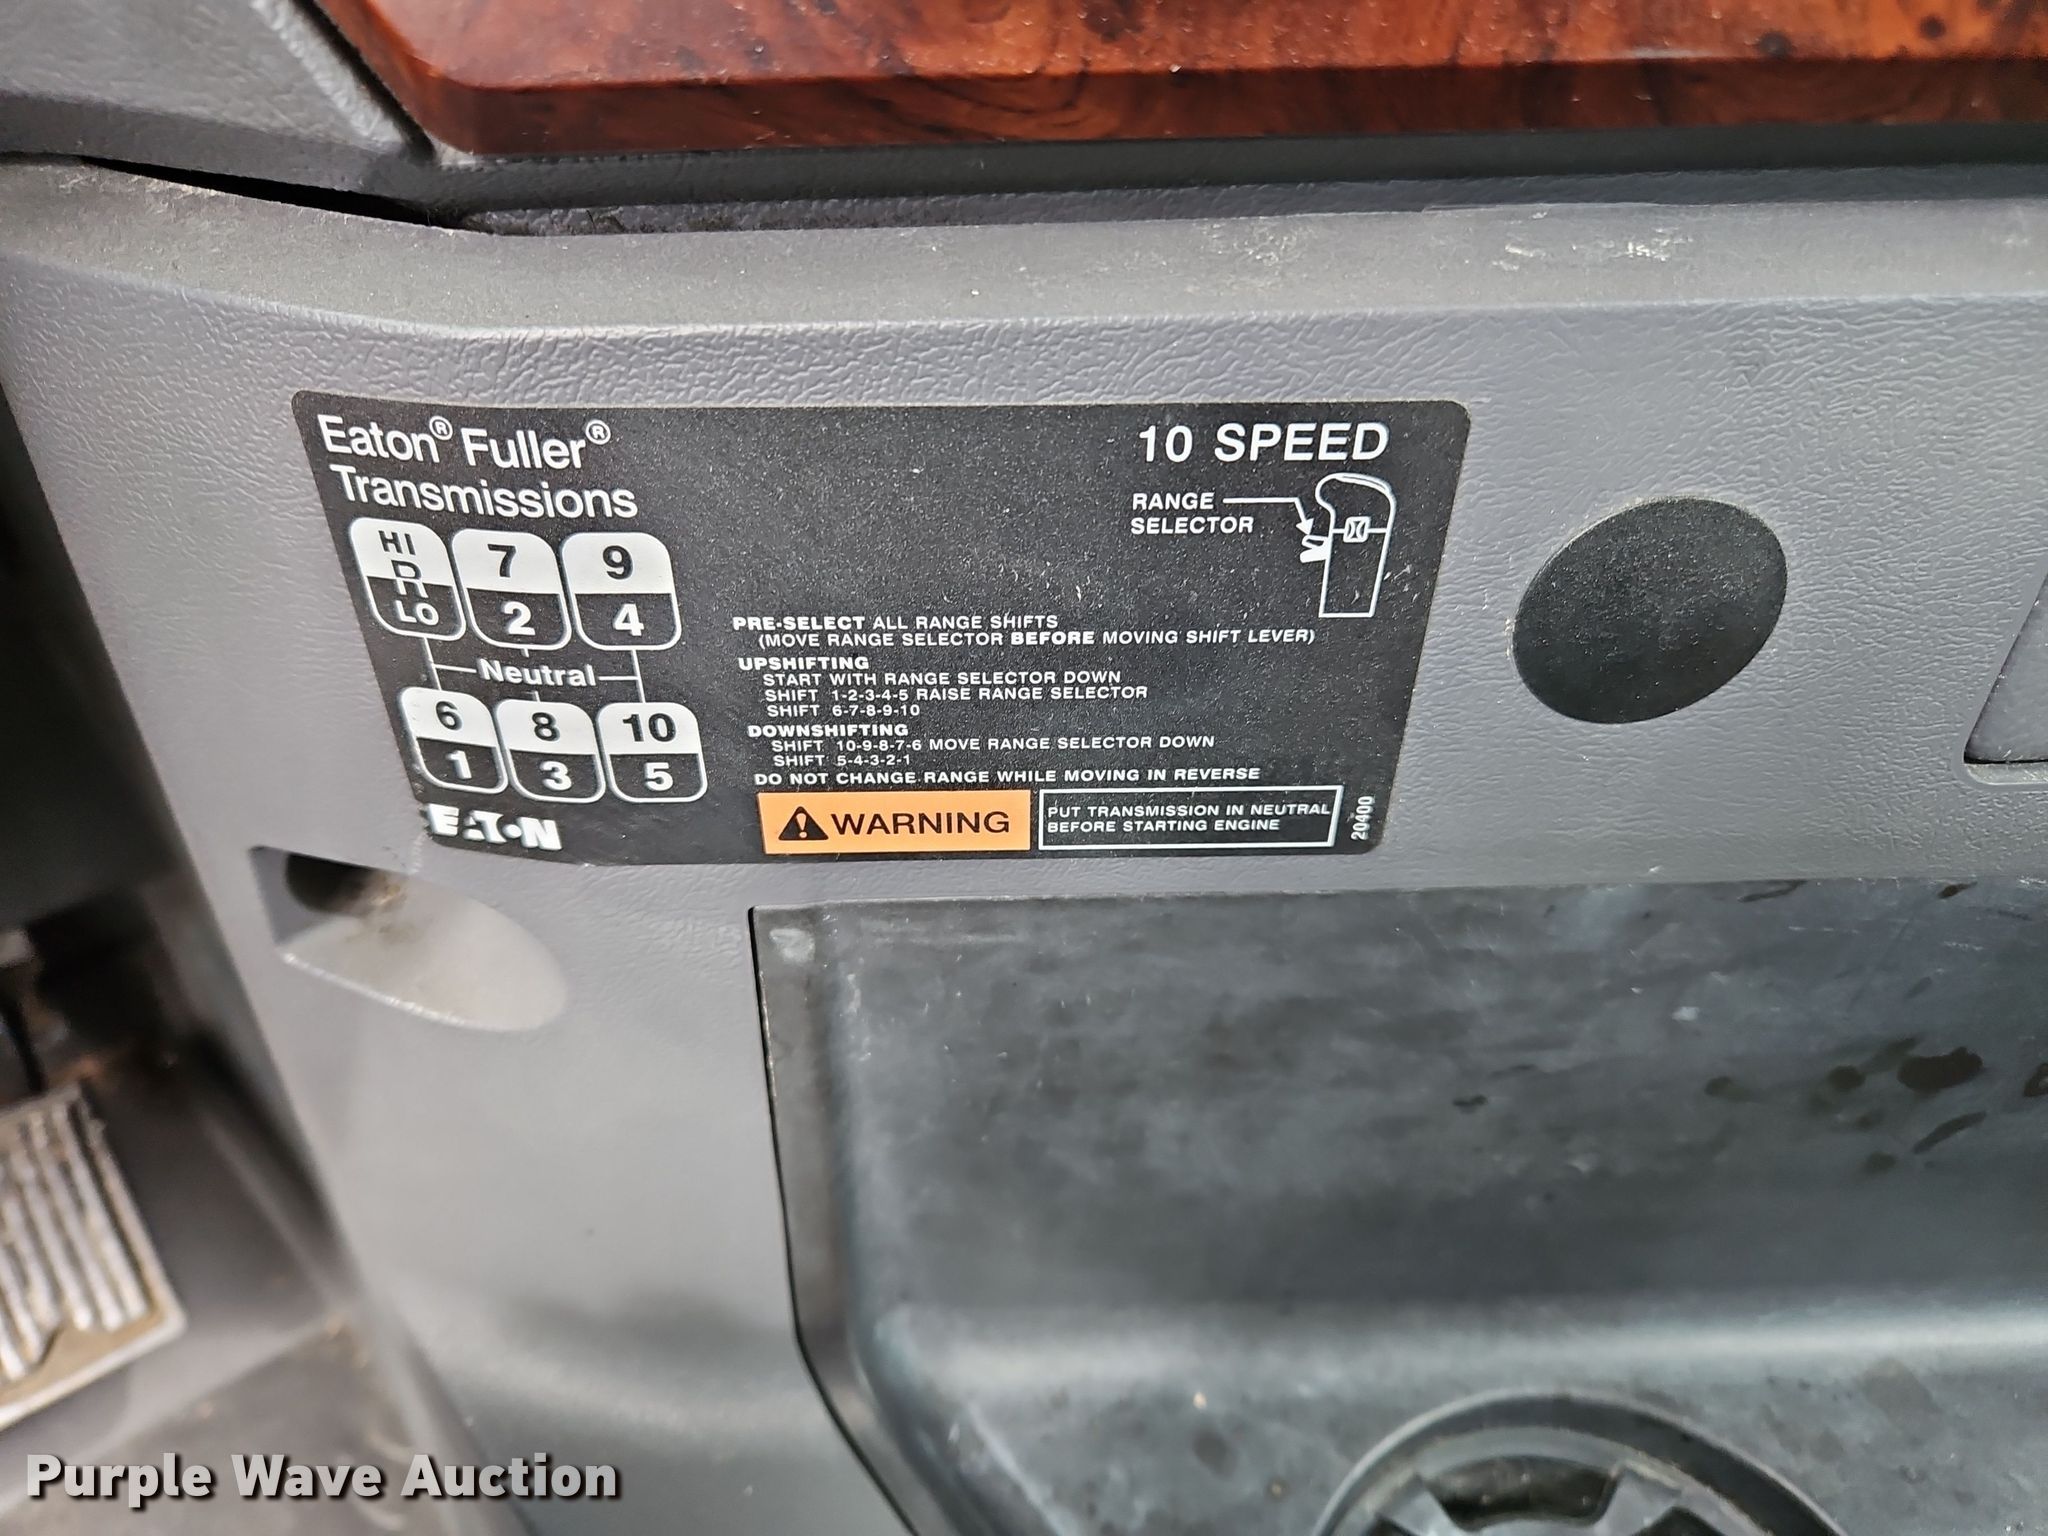 Eaton® Fuller®
Transmissions
10 SPEED
RANGE
SELECTOR
HI
R
LO
7
2
9
4
Neutral
6
1
8
3
10
5
EATON
PRE-SELECT ALL RANGE SHIFTS
(MOVE RANGE SELECTOR BEFORE MOVING SHIFT LEVER)
UPSHIFTING
START WITH RANGE SELECTOR DOWN
SHIFT 1-2-3-4-5 RAISE RANGE SELECTOR
SHIFT 6-7-8-9-10
DOWNSHIFTING
SHIFT 10-9-8-7-6 MOVE RANGE SELECTOR DOWN
SHIFT 5-4-3-2-1
DO NOT CHANGE RANGE WHILE MOVING IN REVERSE
WARNING
PUT TRANSMISSION IN NEUTRAL
BEFORE STARTING ENGINE
20400
Purple Wave Auction